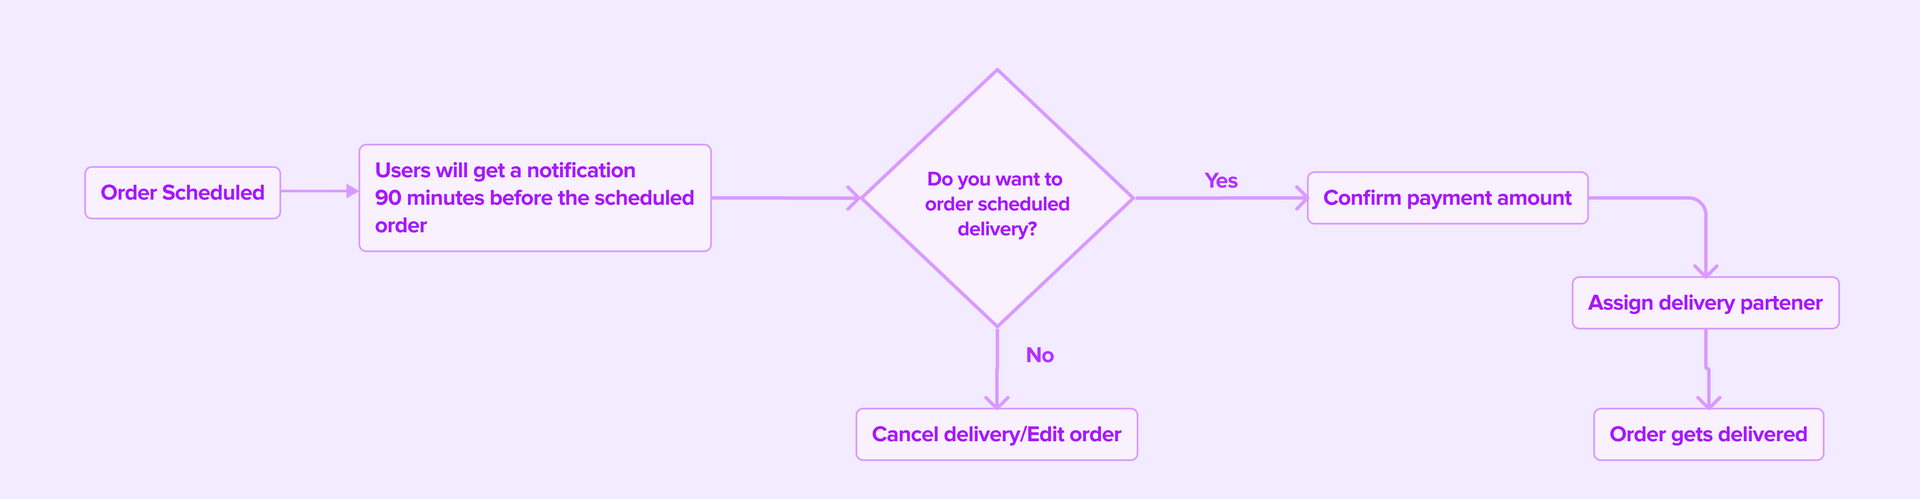 Order Scheduled
Users will get a notification
90 minutes before the scheduled
order
Do you want to
order scheduled
delivery?
Yes
Confirm payment amount
Assign delivery partener
Order gets delivered
No
Cancel delivery/Edit order